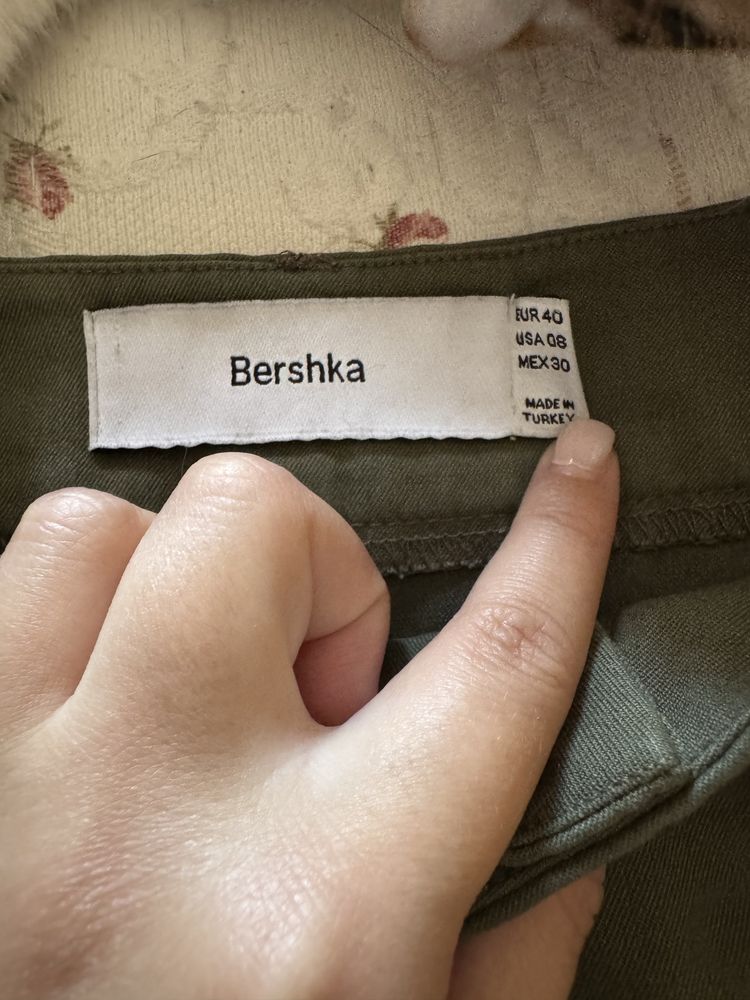 Bershka
EUR 40
USA 08
MEX 30
MADE IN
TURKEY